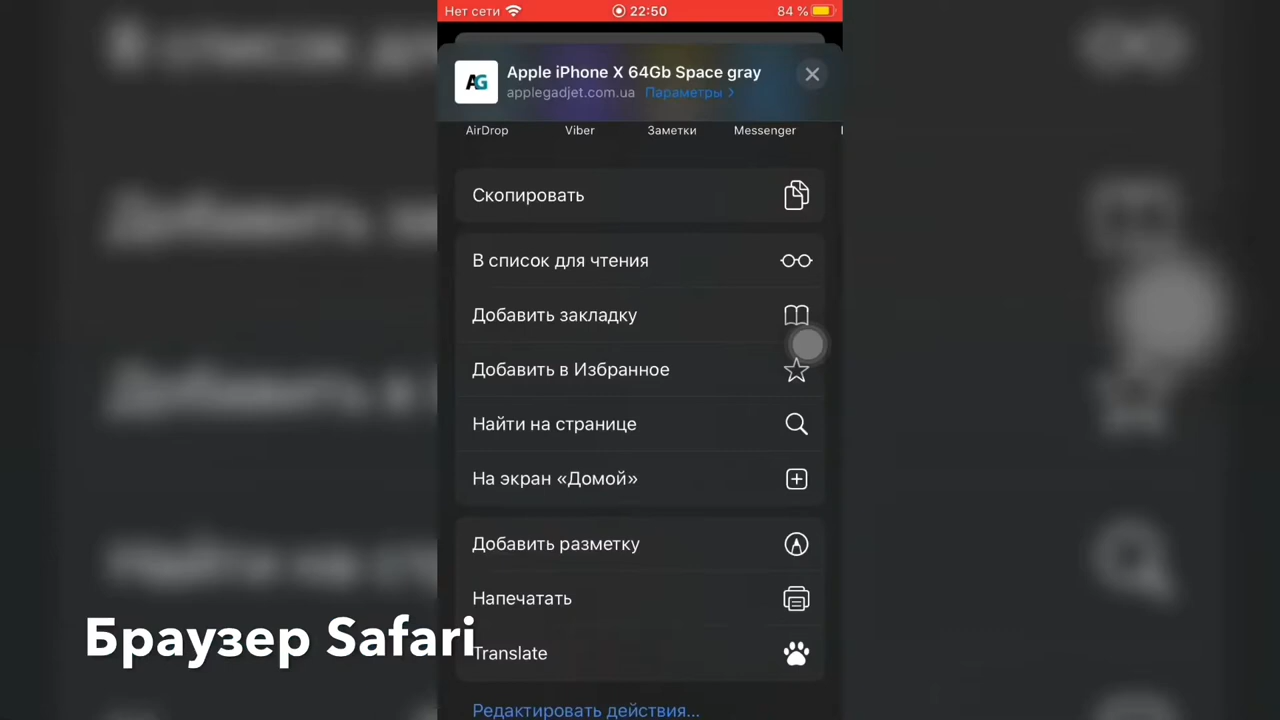 Нет сети 22:50 84 %
AG Apple iPhone X 64Gb Space gray
applegadjet.com.ua Параметры >
AirDrop Viber Заметки Messenger
Скопировать
В список для чтения
Добавить закладку
Добавить в Избранное
Найти на странице
На экран «Домой»
Добавить разметку
Напечатать
Браузер Safari
Translate
Редактировать действия...